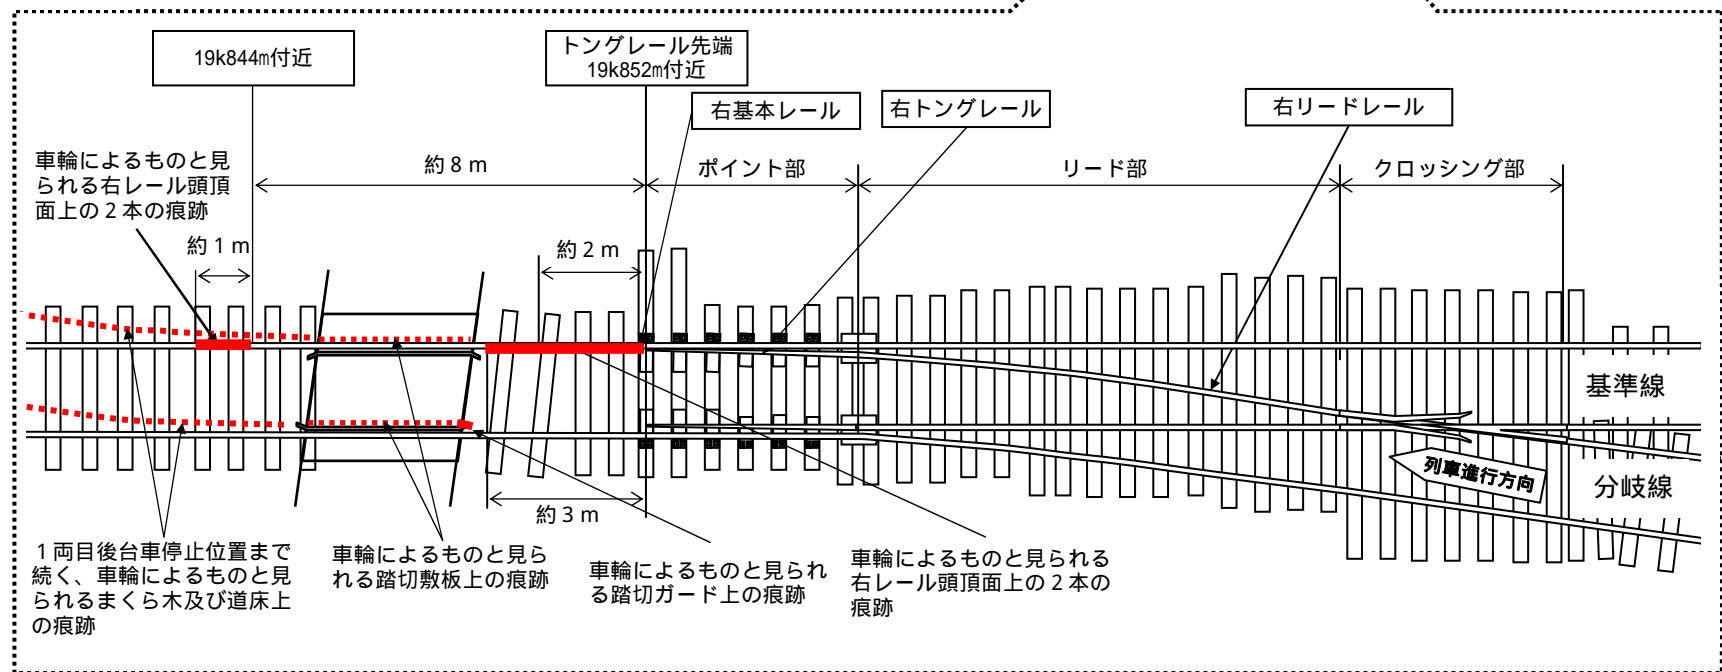 19k844m付近
トングレール先端
19k852m付近
右基本レール
右トングレール
右リードレール
車輪によるものと見
られる右レール頭頂
面上の2本の痕跡
約8m
ポイント部
リード部
クロッシング部
約1m
約2m
基準線
列車進行方向
分岐線
約3m
1両目後台車停止位置まで
続く、車輪によるものと見
られるまくら木及び道床上
の痕跡
車輪によるものと見ら
れる踏切敷板上の痕跡
車輪によるものと見られ
る踏切ガード上の痕跡
車輪によるものと見られる
右レール頭頂面上の2本の
痕跡